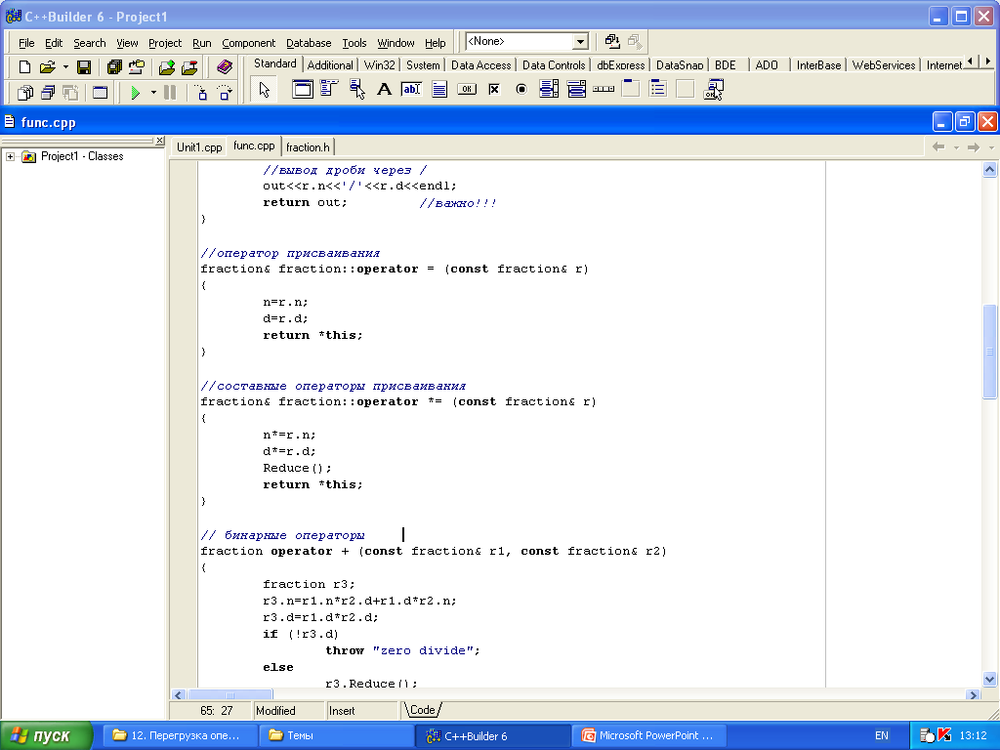 C++Builder 6 - Project1
File Edit Search View Project Run Component Database Tools Window Help <None>
Standard Additional Win32 System Data Access Data Controls dbExpress DataSnap BDE ADO InterBase WebServices Internet
func.cpp
Project1 - Classes
Unit1.cpp func.cpp fraction.h
//вывод дроби через /
out<<r.n<<'/'<<r.d<<endl;
return out; //важно!!!
}
//оператор присваивания
fraction& fraction::operator = (const fraction& r)
{
n=r.n;
d=r.d;
return *this;
}
//составные операторы присваивания
fraction& fraction::operator *= (const fraction& r)
{
n*=r.n;
d*=r.d;
Reduce();
return *this;
}
// бинарные операторы
fraction operator + (const fraction& r1, const fraction& r2)
{
fraction r3;
r3.n=r1.n*r2.d+r1.d*r2.n;
r3.d=r1.d*r2.d;
if (!r3.d)
throw "zero divide";
else
r3.Reduce();
65: 27 Modified Insert Code
пуск 12. Перегрузка опе... Темы C++Builder 6 Microsoft PowerPoint ... EN 13:12